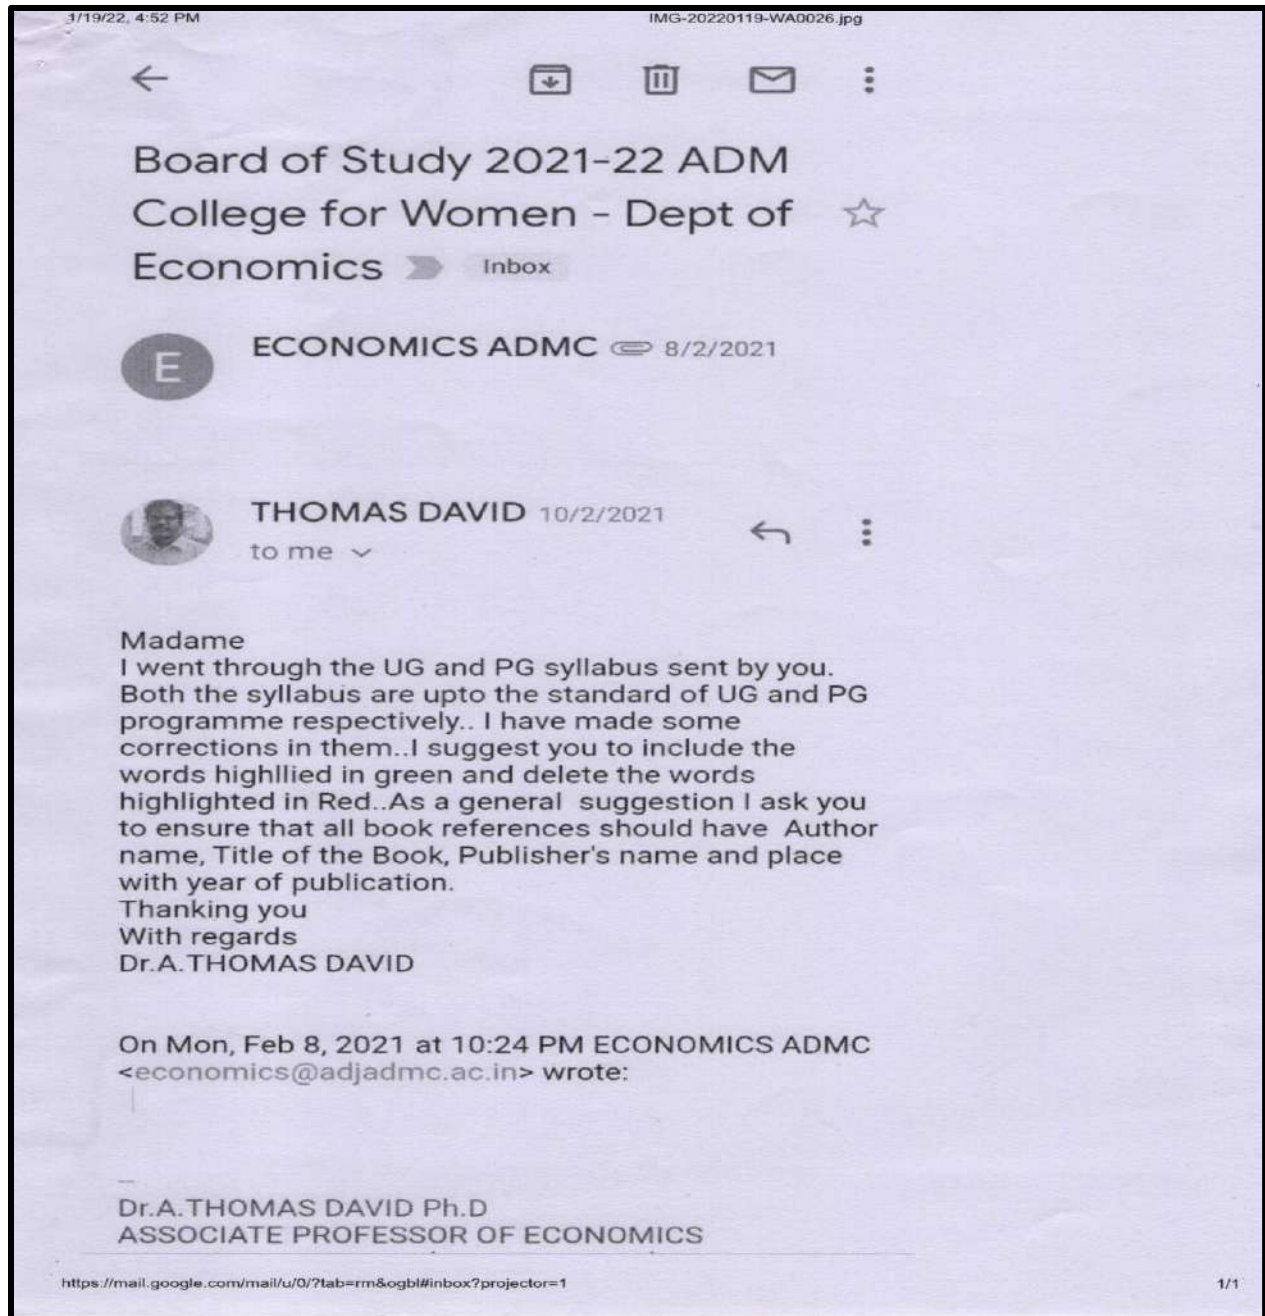 1/19/22, 4:52 PM IMG-20220119-WA0026.jpg
Board of Study 2021-22 ADM
College for Women - Dept of
Economics Inbox
E
ECONOMICS ADMC 8/2/2021
THOMAS DAVID 10/2/2021
to me
Madame
I went through the UG and PG syllabus sent by you.
Both the syllabus are upto the standard of UG and PG
programme respectively.. I have made some
corrections in them..I suggest you to include the
words highllied in green and delete the words
highlighted in Red..As a general suggestion I ask you
to ensure that all book references should have Author
name, Title of the Book, Publisher's name and place
with year of publication.
Thanking you
With regards
Dr.A.THOMAS DAVID
On Mon, Feb 8, 2021 at 10:24 PM ECONOMICS ADMC
<economics@adjadmc.ac.in> wrote:
--
Dr.A.THOMAS DAVID Ph.D
ASSOCIATE PROFESSOR OF ECONOMICS
https://mail.google.com/mail/u/0/?tab=rm&ogbl#inbox?projector=1 1/1